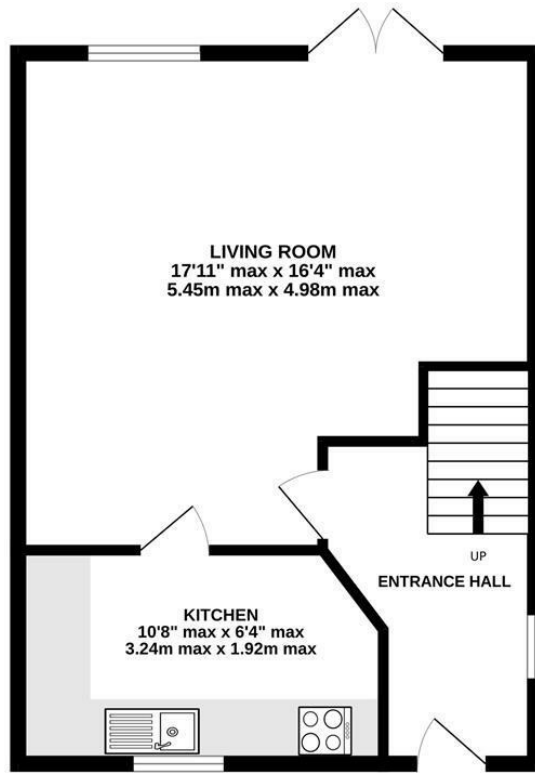 LIVING ROOM
17'11" max x 16'4" max
5.45m max x 4.98m max
UP
ENTRANCE HALL
KITCHEN
10'8" max x 6'4" max
3.24m max x 1.92m max